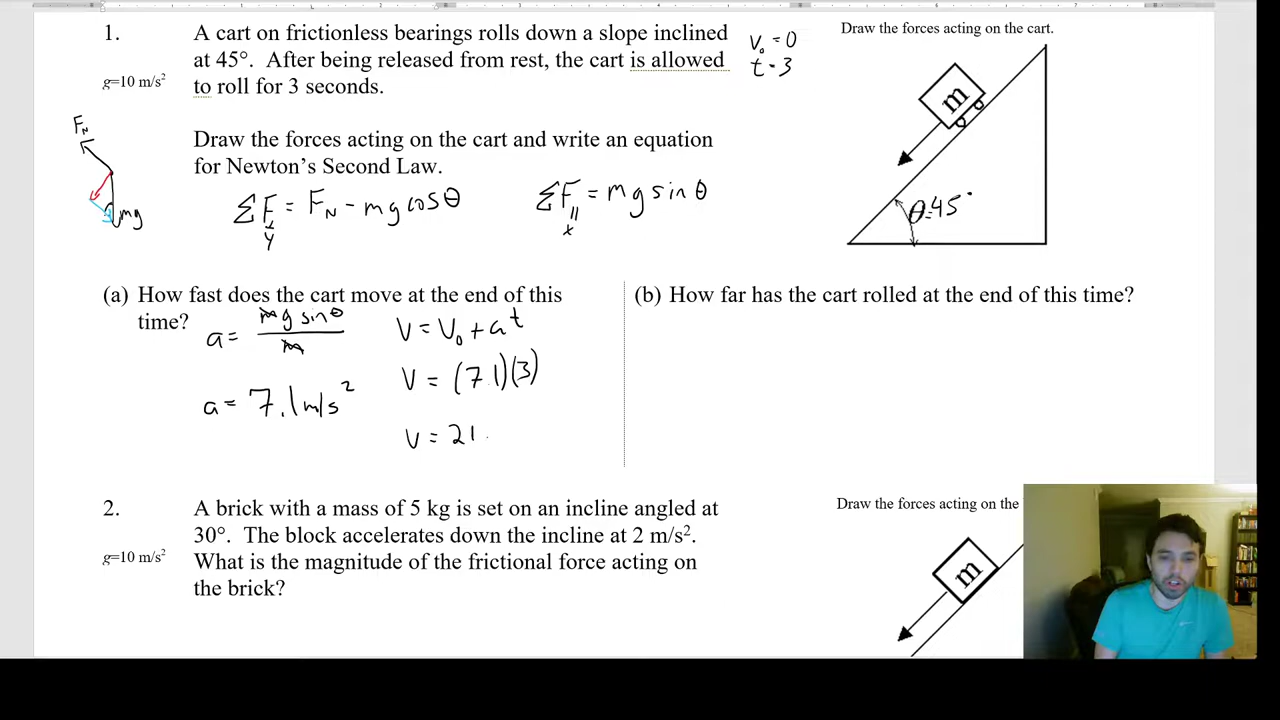 1. A cart on frictionless bearings rolls down a slope inclined
g=10 m/s² at 45°. After being released from rest, the cart is allowed
to roll for 3 seconds.
V₀ = 0
t = 3
Draw the forces acting on the cart.
m
θ=45°
Draw the forces acting on the cart and write an equation
for Newton's Second Law.
F_N
mg
ΣF⊥ = F_N - mg cosθ
y
ΣF|| = mg sin θ
x
(a) How fast does the cart move at the end of this
time?
a = mg sinθ / m
a = 7.1 m/s²
V = V₀ + at
V = (7.1)(3)
V = 21.
(b) How far has the cart rolled at the end of this time?
2. A brick with a mass of 5 kg is set on an incline angled at
g=10 m/s² 30°. The block accelerates down the incline at 2 m/s².
What is the magnitude of the frictional force acting on
the brick?
Draw the forces acting on the
m